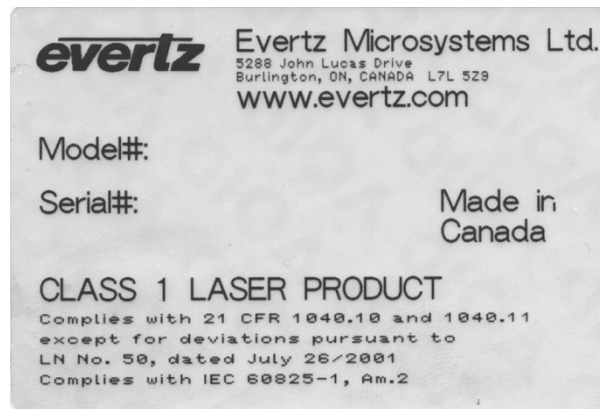 evertz
Evertz Microsystems Ltd.
5288 John Lucas Drive
Burlington, ON, CANADA L7L 5Z9
www.evertz.com
Model#:
Serial#:
Made in
Canada
CLASS 1 LASER PRODUCT
Complies with 21 CFR 1040.10 and 1040.11
except for deviations pursuant to
LN No. 50, dated July 26/2001
Complies with IEC 60825-1, Am.2